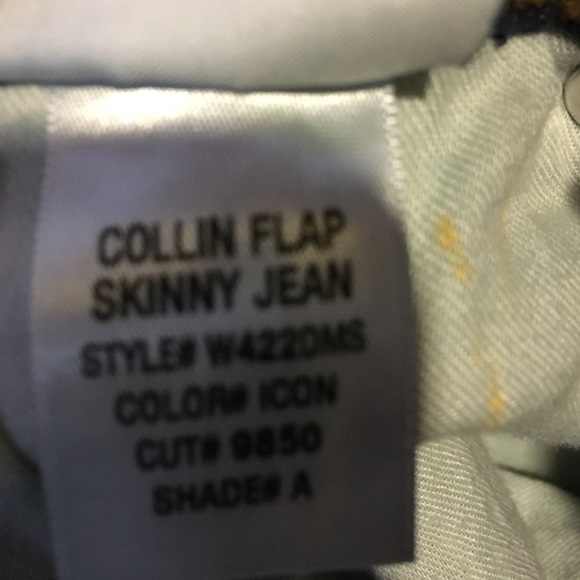 COLLIN FLAP
SKINNY JEAN
STYLE# W422DMS
COLOR# ICON
CUT# 9850
SHADE# A